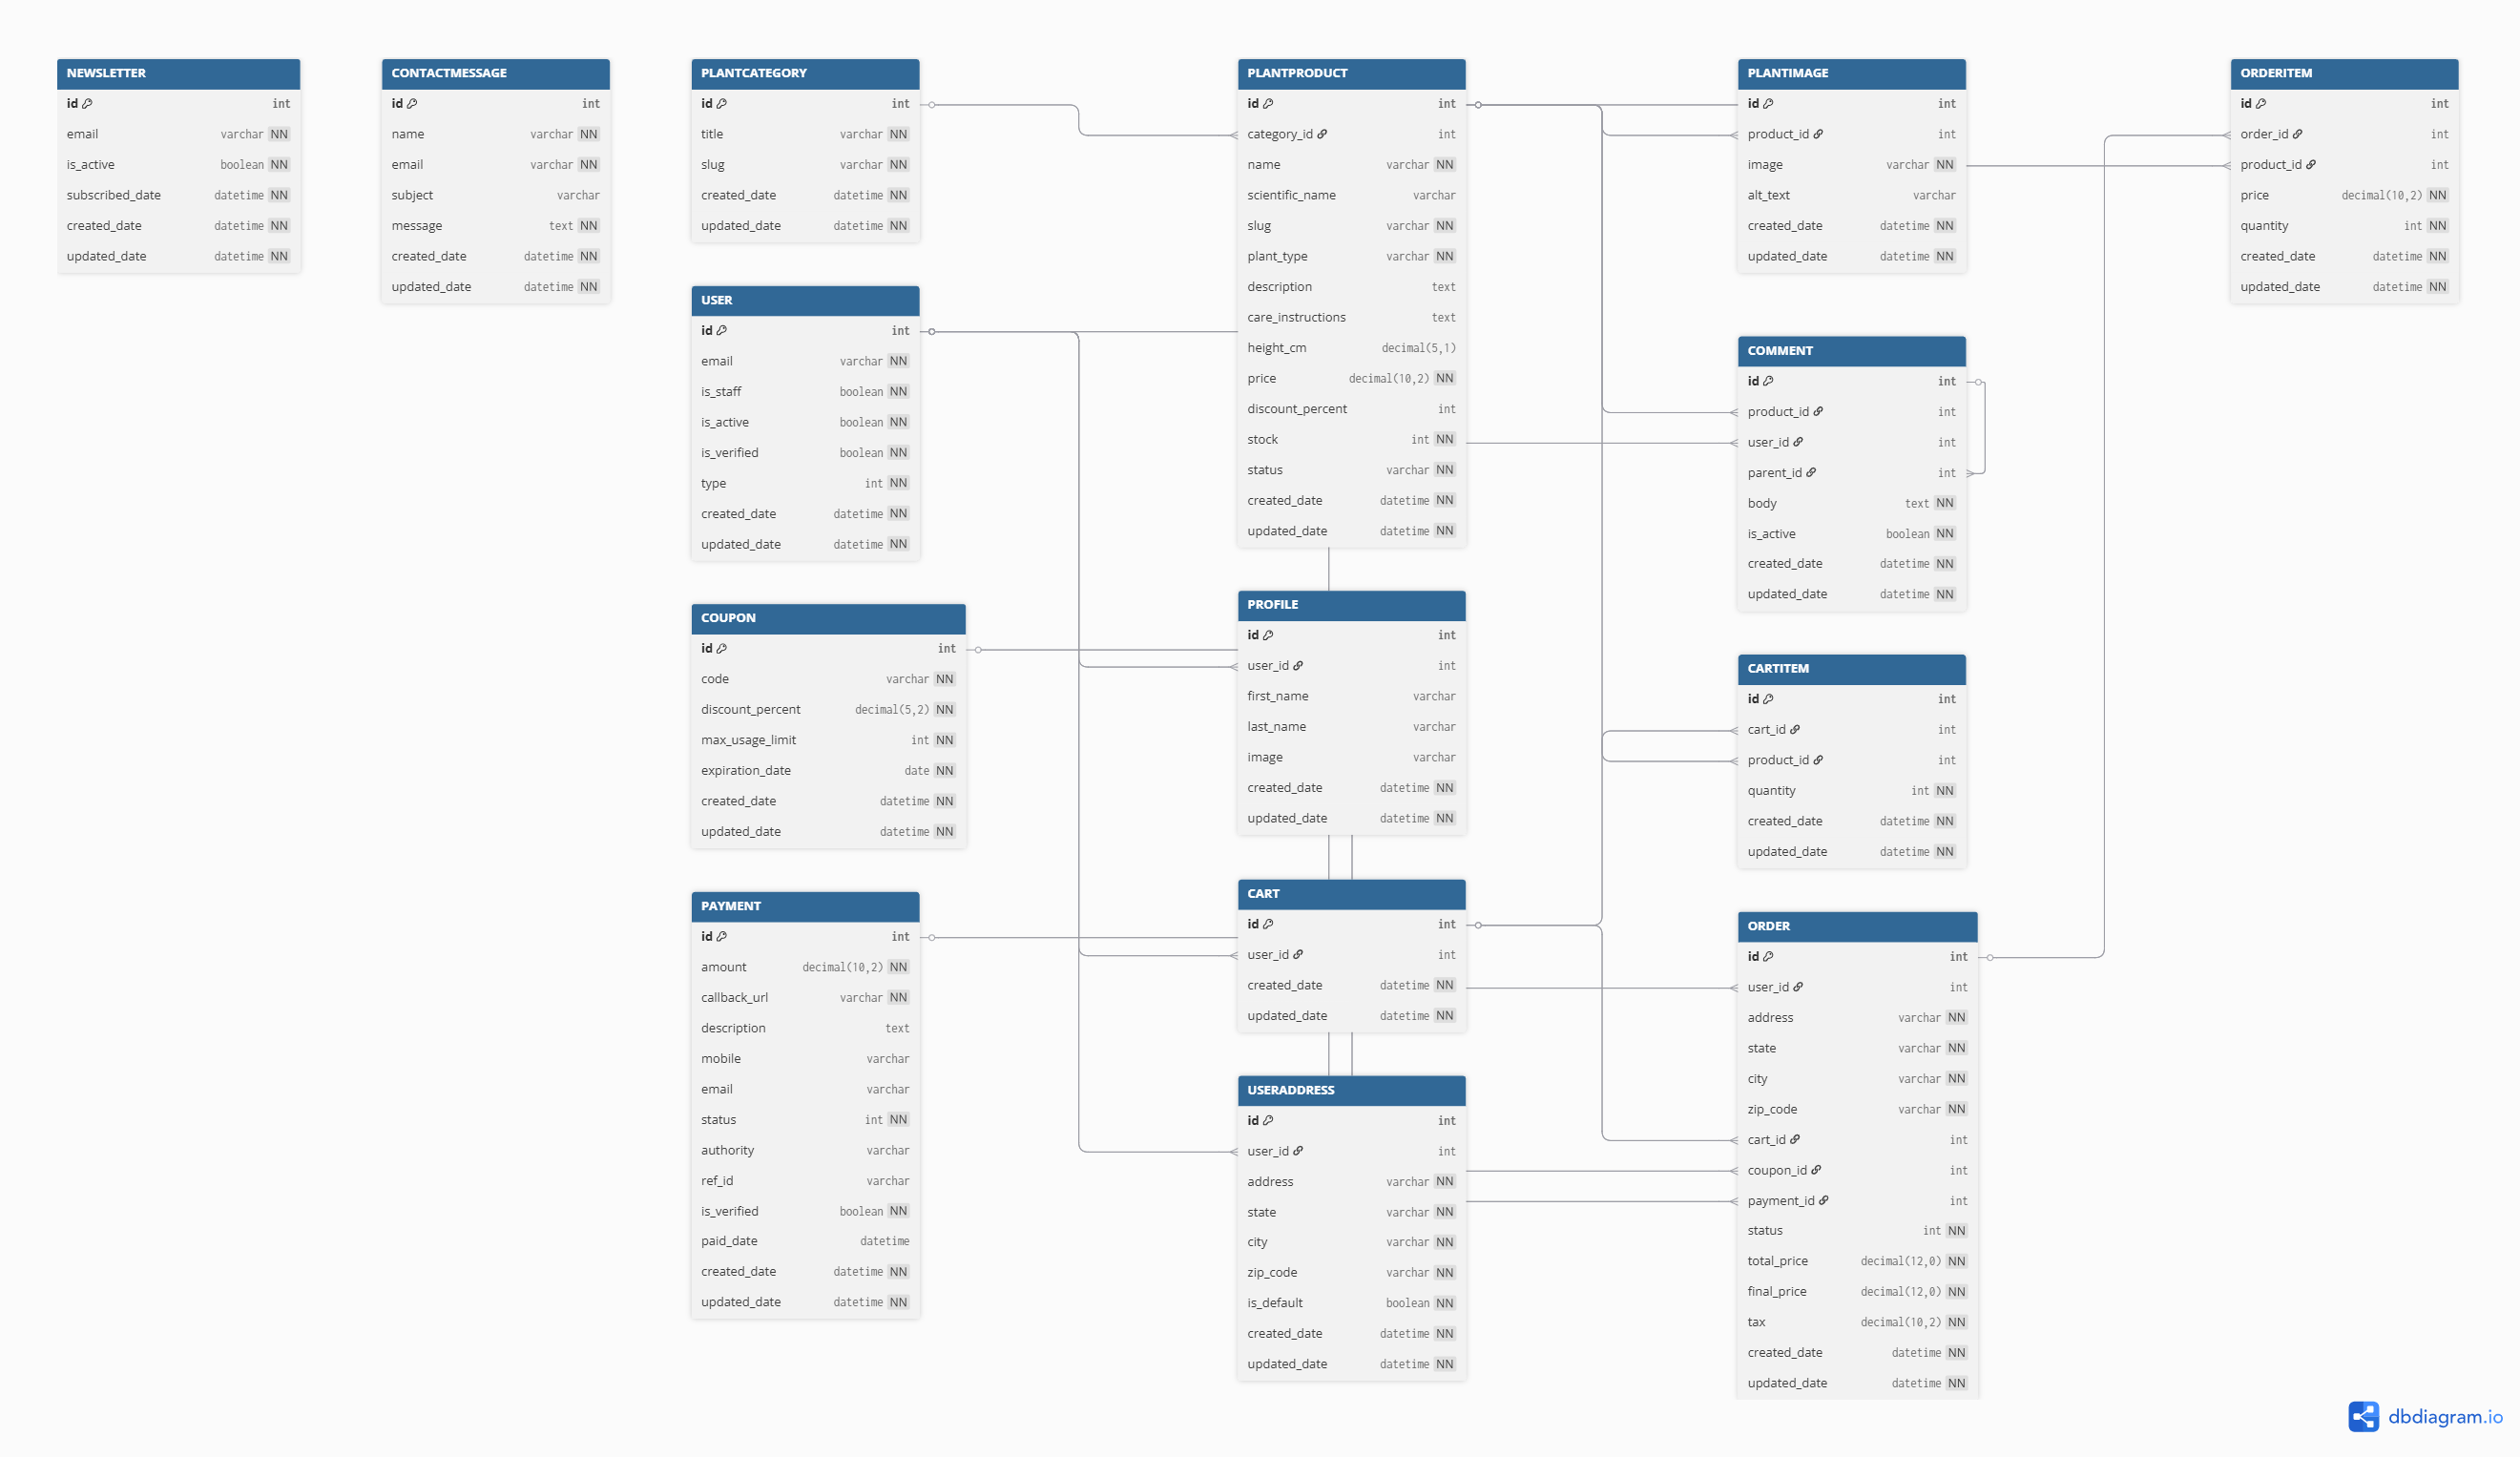 NEWSLETTER
id int
email varchar NN
is_active boolean NN
subscribed_date datetime NN
created_date datetime NN
updated_date datetime NN
CONTACTMESSAGE
id int
name varchar NN
email varchar NN
subject varchar
message text NN
created_date datetime NN
updated_date datetime NN
PLANTCATEGORY
id int
title varchar NN
slug varchar NN
created_date datetime NN
updated_date datetime NN
USER
id int
email varchar NN
is_staff boolean NN
is_active boolean NN
is_verified boolean NN
type int NN
created_date datetime NN
updated_date datetime NN
COUPON
id int
code varchar NN
discount_percent decimal(5,2) NN
max_usage_limit int NN
expiration_date date NN
created_date datetime NN
updated_date datetime NN
PAYMENT
id int
amount decimal(10,2) NN
callback_url varchar NN
description text
mobile varchar
email varchar
status int NN
authority varchar
ref_id varchar
is_verified boolean NN
paid_date datetime
created_date datetime NN
updated_date datetime NN
PLANTPRODUCT
id int
category_id int
name varchar NN
scientific_name varchar
slug varchar NN
plant_type varchar NN
description text
care_instructions text
height_cm decimal(5,1)
price decimal(10,2) NN
discount_percent int
stock int NN
status varchar NN
created_date datetime NN
updated_date datetime NN
PROFILE
id int
user_id int
first_name varchar
last_name varchar
image varchar
created_date datetime NN
updated_date datetime NN
CART
id int
user_id int
created_date datetime NN
updated_date datetime NN
USERADDRESS
id int
user_id int
address varchar NN
state varchar NN
city varchar NN
zip_code varchar NN
is_default boolean NN
created_date datetime NN
updated_date datetime NN
PLANTIMAGE
id int
product_id int
image varchar NN
alt_text varchar
created_date datetime NN
updated_date datetime NN
COMMENT
id int
product_id int
user_id int
parent_id int
body text NN
is_active boolean NN
created_date datetime NN
updated_date datetime NN
CARTITEM
id int
cart_id int
product_id int
quantity int NN
created_date datetime NN
updated_date datetime NN
ORDER
id int
user_id int
address varchar NN
state varchar NN
city varchar NN
zip_code varchar NN
cart_id int
coupon_id int
payment_id int
status int NN
total_price decimal(12,0) NN
final_price decimal(12,0) NN
tax decimal(10,2) NN
created_date datetime NN
updated_date datetime NN
ORDERITEM
id int
order_id int
product_id int
price decimal(10,2) NN
quantity int NN
created_date datetime NN
updated_date datetime NN
dbdiagram.io